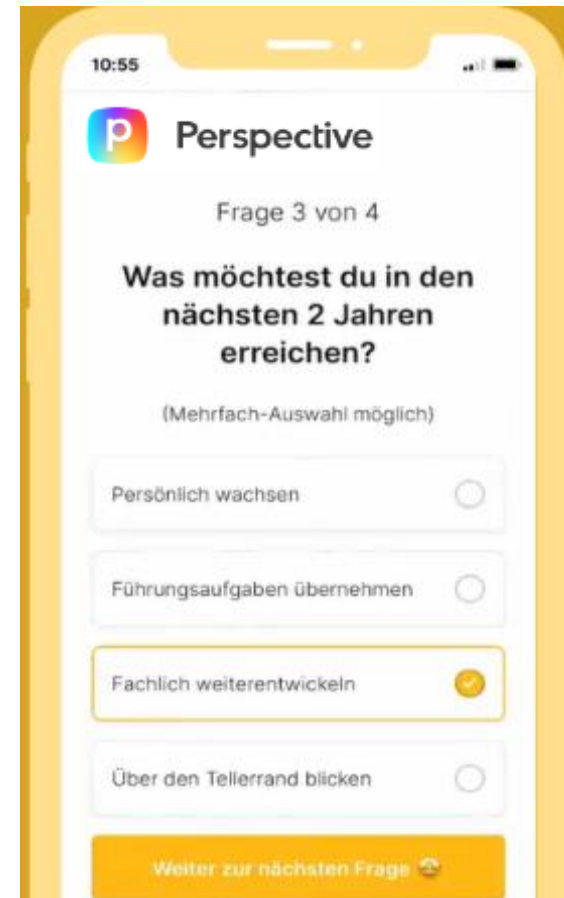 10:55
p Perspective
Frage 3 von 4
Was möchtest du in den
nächsten 2 Jahren
erreichen?
(Mehrfach-Auswahl möglich)
Persönlich wachsen
Führungsaufgaben übernehmen
Fachlich weiterentwickeln
Über den Tellerrand blicken
Weiter zur nächsten Frage 🤩